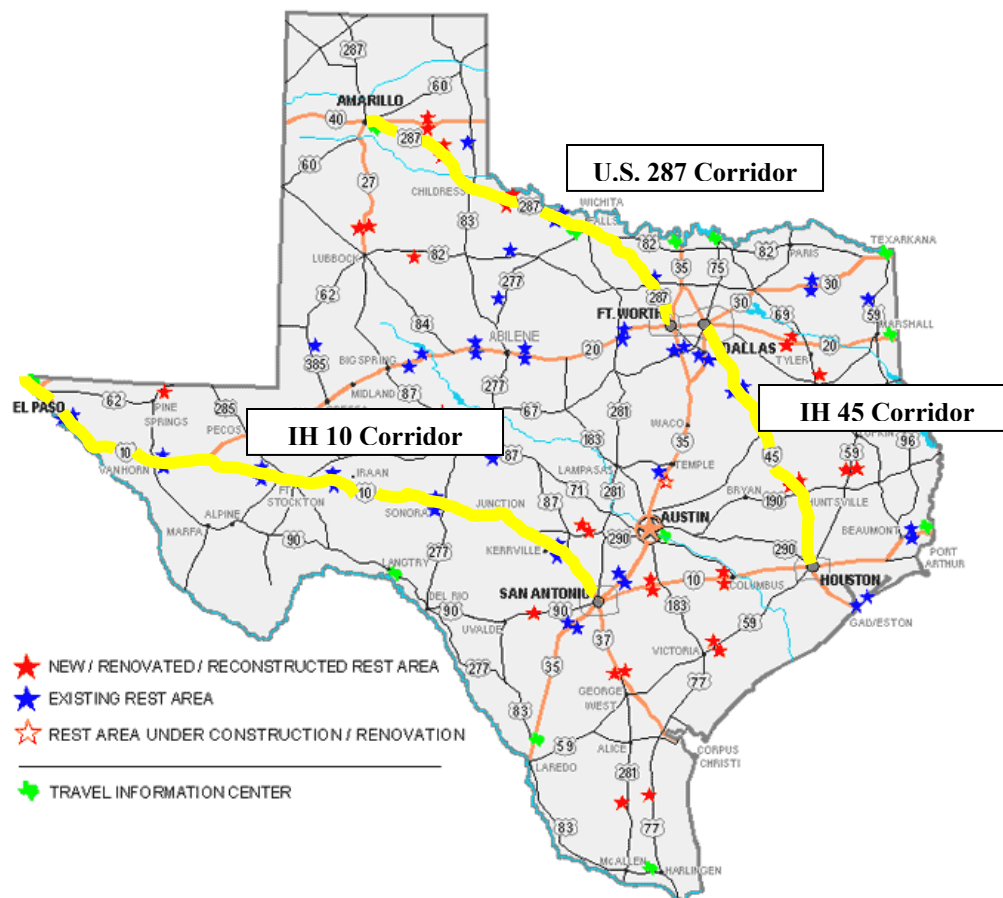 287
60
AMARILLO
40
287
60
27
U.S. 287 Corridor
CHILDRESS
287
WICHITA
83
82
82
TEXARKANA
35
75
PARIS
LUBBOCK
82
277
30
62
287
30
FT. WORTH
69
59
84
MARSHALL
ABILENE
DALLAS
20
385
BIG SPRING
20
TYLER
277
MIDLAND
87
62
EL PASO
PINE
SPRINGS
285
PECOS
IH 10 Corridor
67
281
IH 45 Corridor
WACO
35
183
96
10
VANHORN
87
LAMPASAS
TEMPLE
45
59
IRAAN
FT.
STOCKTON
10
SONORA
JUNCTION
71
281
BRYAN
190
HUNTSVILLE
87
MARFA
ALPINE
AUSTIN
BEAUMONT
90
277
KERRVILLE
290
290
PORT
ARTHUR
LANGTRY
10
COLUMBUS
HOUSTON
DEL RIO
SAN ANTONIO
90
90
183
GALVESTON
UVALDE
59
37
VICTORIA
35
277
77
NEW / RENOVATED / RECONSTRUCTED REST AREA
EXISTING REST AREA
GEORGE
WEST
83
REST AREA UNDER CONSTRUCTION / RENOVATION
59
ALICE
CORPUS
CHRISTI
LAREDO
281
TRAVEL INFORMATION CENTER
83
77
McALLEN
HARLINGEN